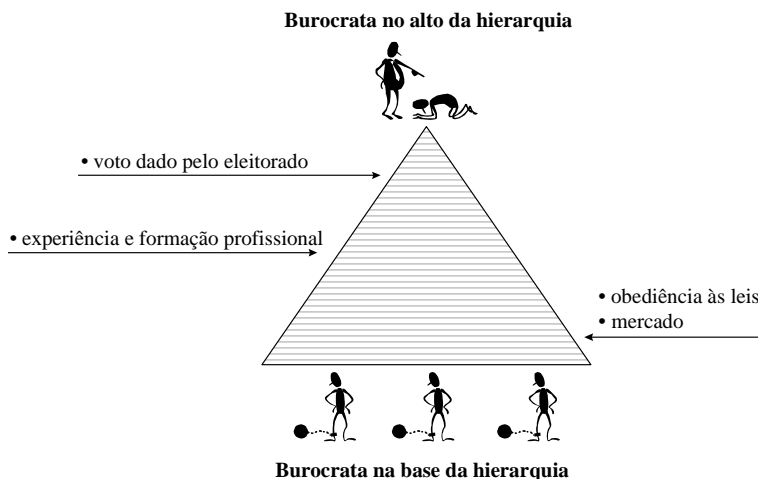 Burocrata no alto da hierarquia
• voto dado pelo eleitorado
• experiência e formação profissional
• obediência às leis
• mercado
Burocrata na base da hierarquia